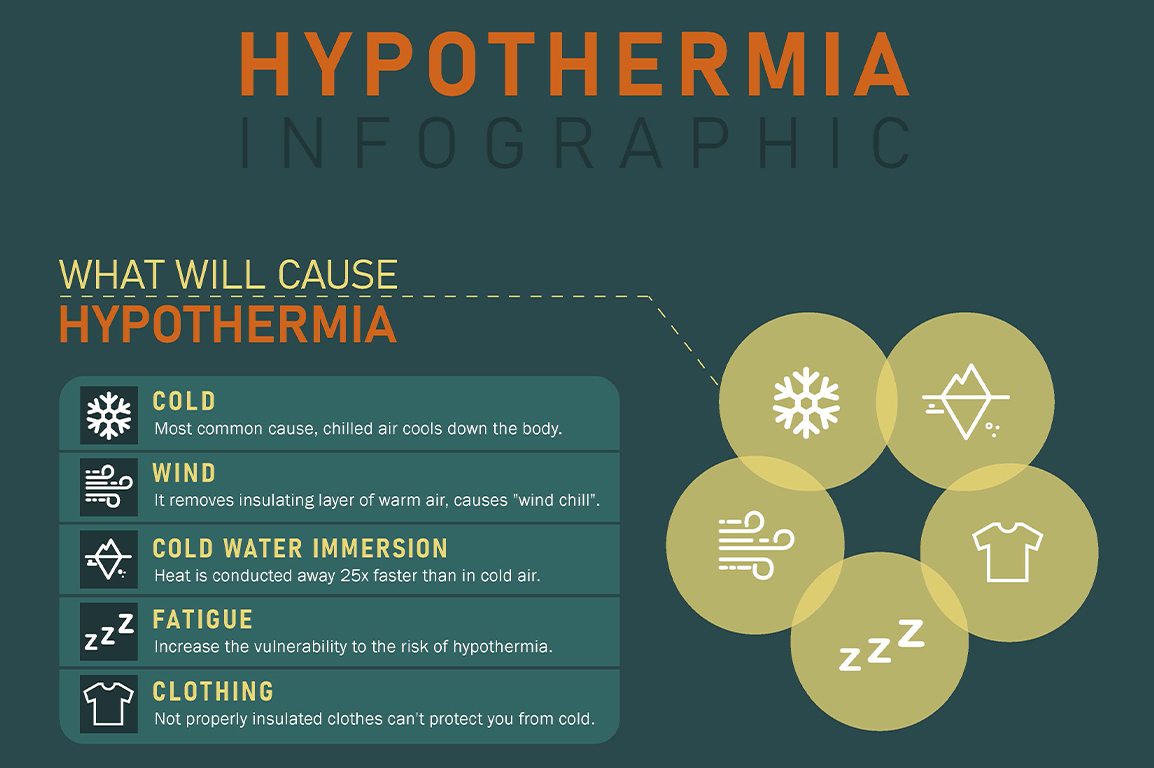 HYPOTHERMIA
INFOGRAPHIC
WHAT WILL CAUSE
HYPOTHERMIA
COLD
Most common cause, chilled air cools down the body.
WIND
It removes insulating layer of warm air, causes "wind chill".
COLD WATER IMMERSION
Heat is conducted away 25x faster than in cold air.
zzZ
FATIGUE
Increase the vulnerability to the risk of hypothermia.
CLOTHING
Not properly insulated clothes can't protect you from cold.
zzZ